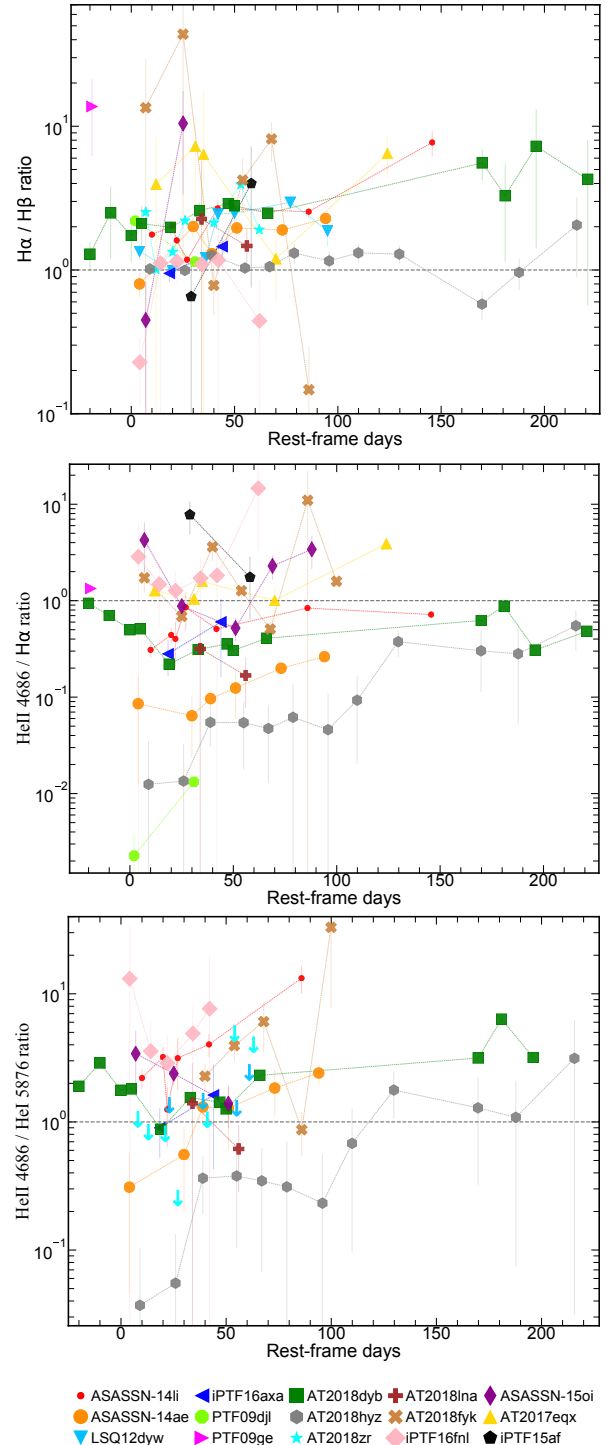 Hα / Hβ ratio
10¹
10⁰
10⁻¹
0 50 100 150 200
Rest-frame days
HeII 4686 / Hα ratio
10¹
10⁰
10⁻¹
10⁻²
0 50 100 150 200
Rest-frame days
HeII 4686 / HeI 5876 ratio
10¹
10⁰
10⁻¹
0 50 100 150 200
Rest-frame days
ASASSN-14li iPTF16axa AT2018dyb AT2018lna ASASSN-15oi
ASASSN-14ae PTF09djl AT2018hyz AT2018fyk AT2017eqx
LSQ12dyw PTF09ge AT2018zr iPTF16fnl iPTF15af